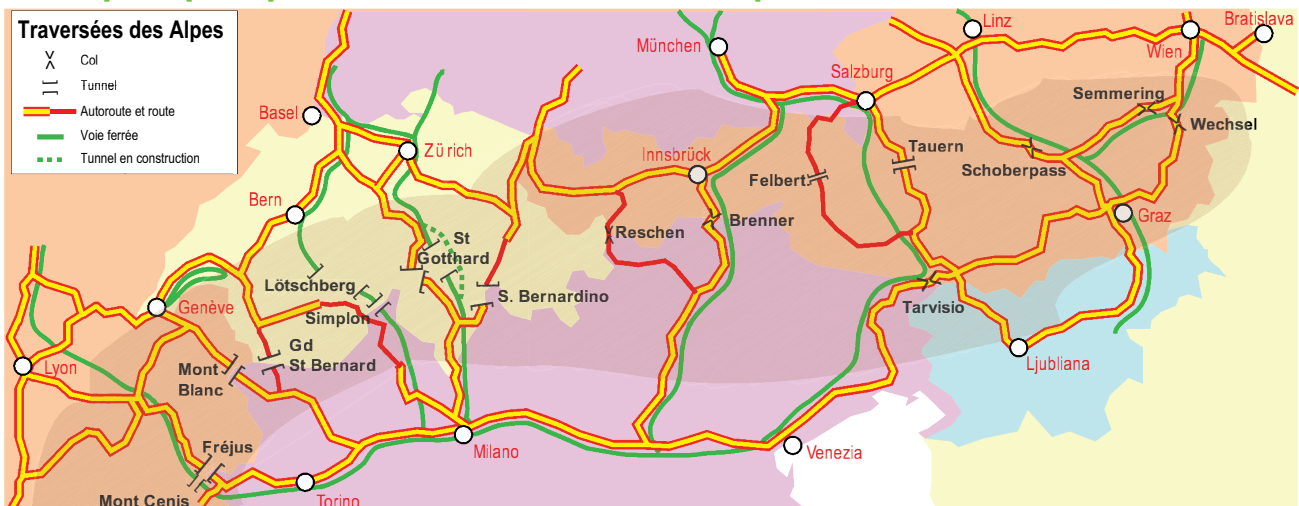 Traversées des Alpes
Col
Tunnel
Autoroute et route
Voie ferrée
Tunnel en construction
Linz
Bratislava
München
Wien
Salzburg
Semmering
Basel
Wechsel
Zürich
Innsbrück
Tauern
Felbert.
Schoberpass
Bern
Brenner
Graz
Reschen
St
Gotthard
Lötschberg
S. Bernardino
Genève
Simplon
Tarvisio
Gd
St Bernard
Mont
Blanc
Lyon
Ljubliana
Fréjus
Milano
Venezia
Mont Cenis
Torino